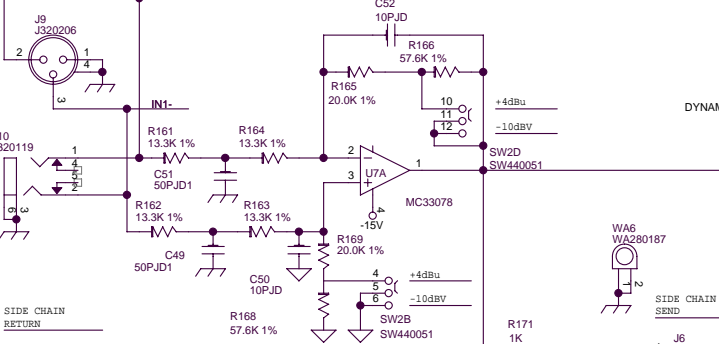 C52
10PJD
J9
J320206
R166
57.6K 1%
2
1
4
3
R165
20.0K 1%
10
11
12
+4dBu
-10dBV
DYNAM
IN1-
SW2D
SW440051
10
320119
1
4
5
2
6
3
R161
13.3K 1%
R164
13.3K 1%
C51
50PJD1
2
3
1
U7A
MC33078
4
-15V
R162
13.3K 1%
R163
13.3K 1%
C49
50PJD1
C50
10PJD
R169
20.0K 1%
4
5
6
+4dBu
-10dBV
SW2B
SW440051
R168
57.6K 1%
WA6
WA280187
1
2
SIDE CHAIN
RETURN
SIDE CHAIN
SEND
R171
1K
J6